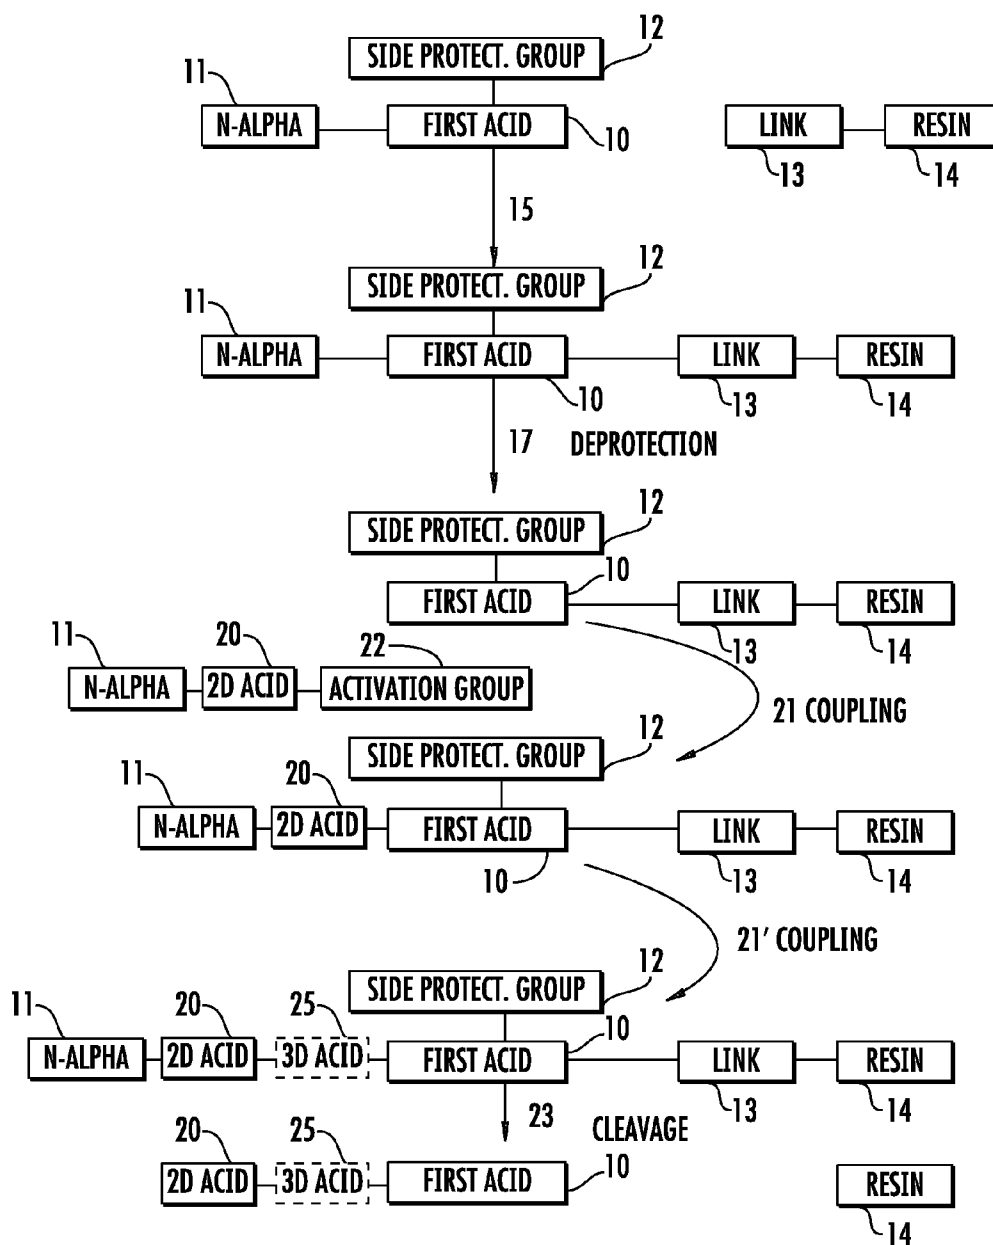 12
SIDE PROTECT. GROUP
11
N-ALPHA FIRST ACID LINK RESIN
10 13 14
15
12
SIDE PROTECT. GROUP
11
N-ALPHA FIRST ACID LINK RESIN
10 13 14
17 DEPROTECTION
12
SIDE PROTECT. GROUP
10
FIRST ACID LINK RESIN
13 14
11 20 22
N-ALPHA 2D ACID ACTIVATION GROUP
21 COUPLING
12
SIDE PROTECT. GROUP
11 20
N-ALPHA 2D ACID FIRST ACID LINK RESIN
10 13 14
21' COUPLING
12
SIDE PROTECT. GROUP
11 20 25 10
N-ALPHA 2D ACID 3D ACID FIRST ACID LINK RESIN
13 14
23 CLEAVAGE
20 25
2D ACID 3D ACID FIRST ACID RESIN
10 14